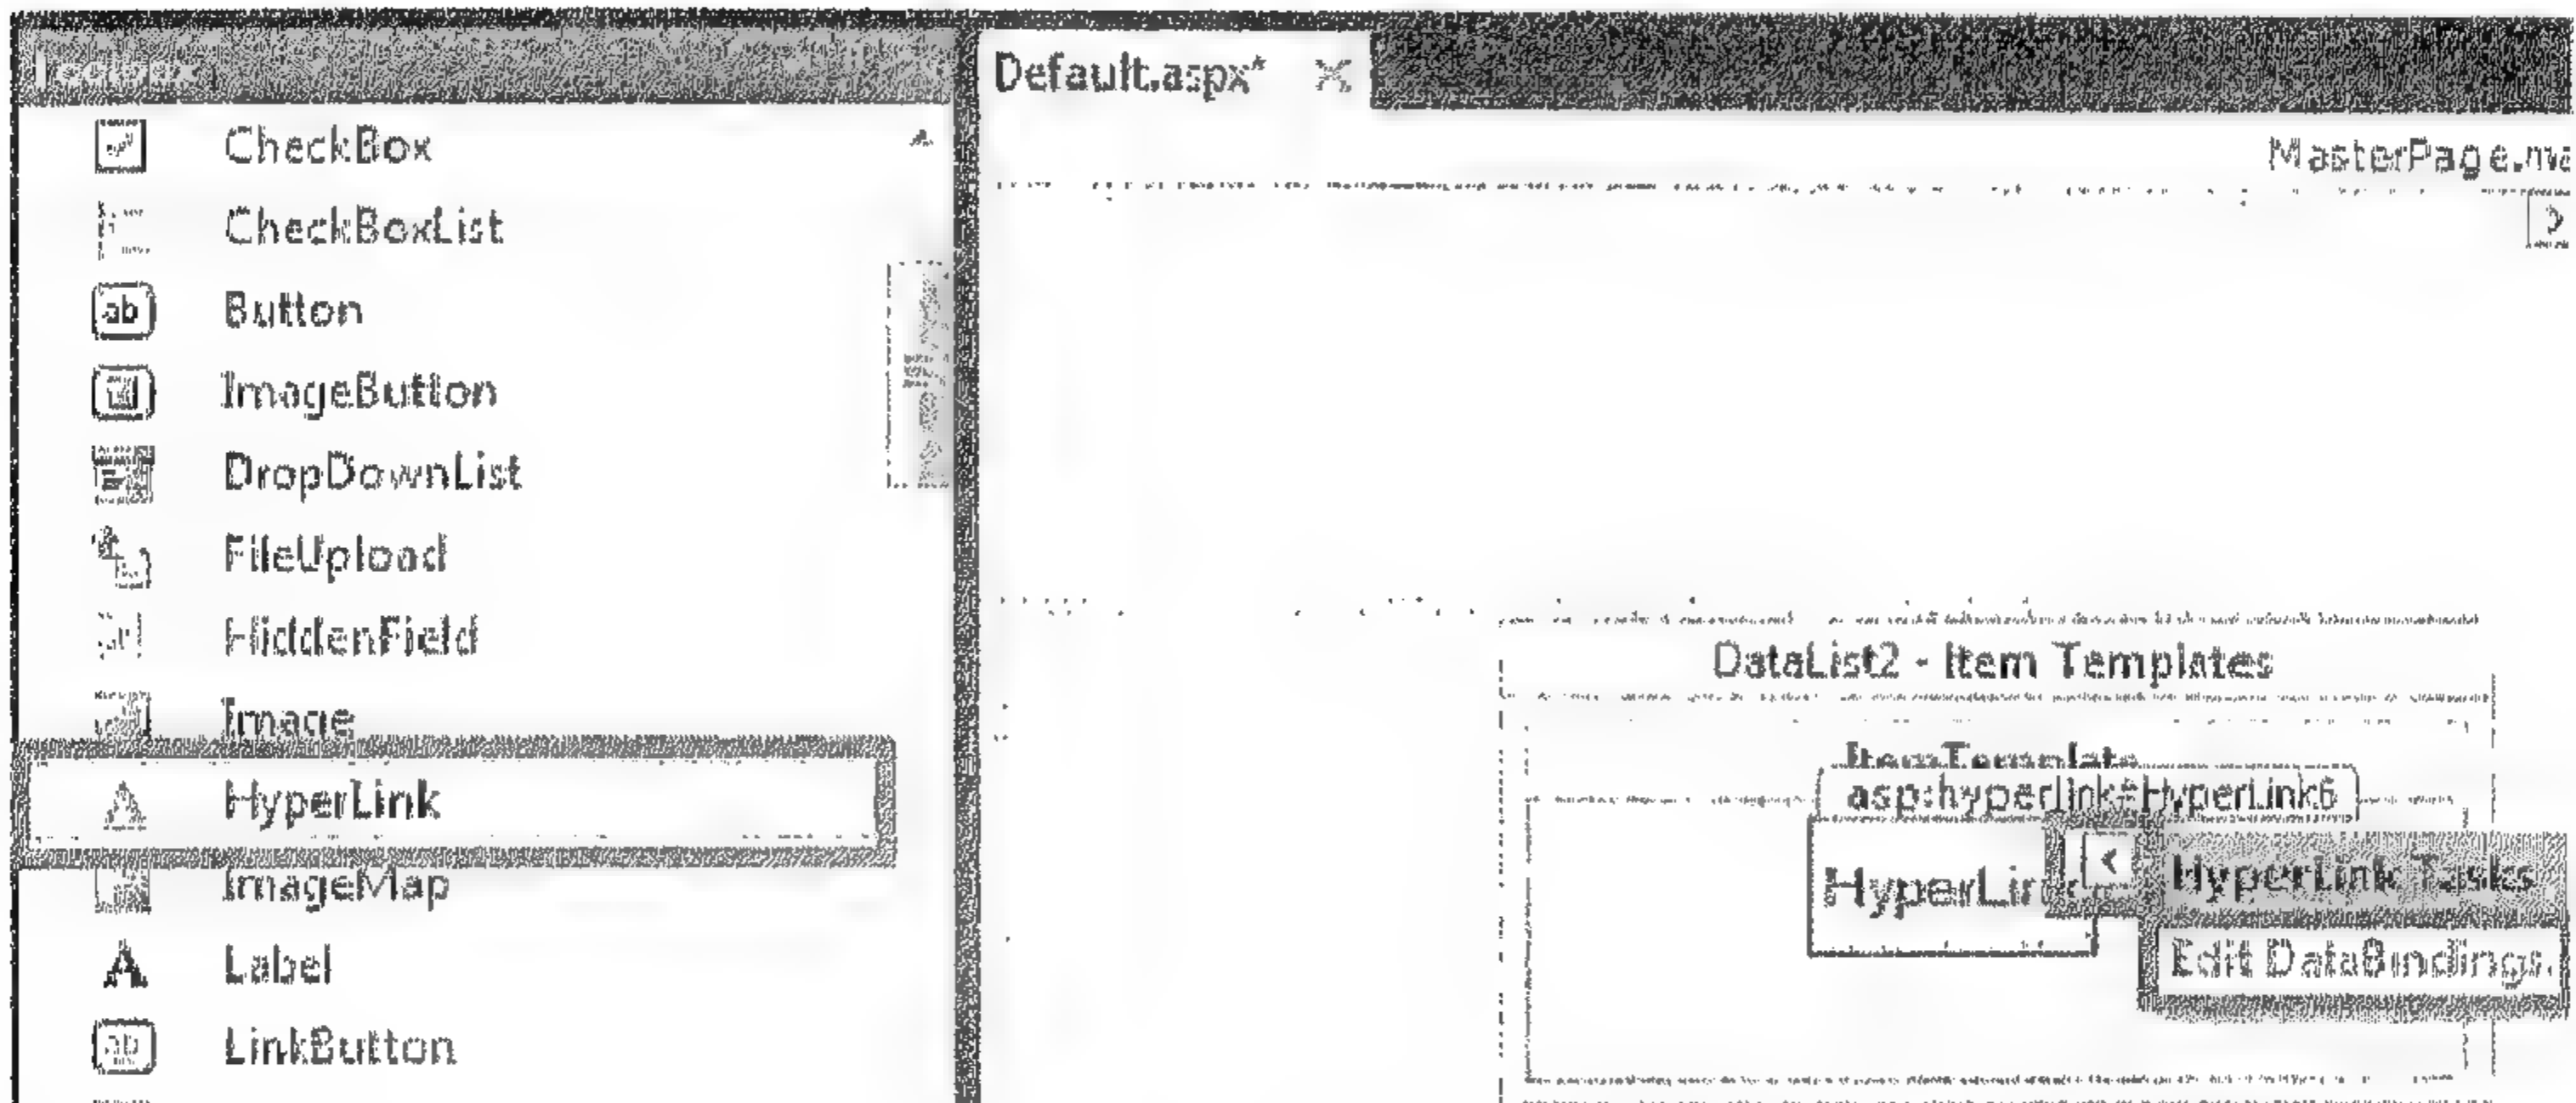 Toolbox
CheckBox
CheckBoxList
Button
ImageButton
DropDownList
FileUpload
HiddenField
Image
HyperLink
ImageMap
Label
LinkButton
Default.aspx*
MasterPage.ma
DataList2 - Item Templates
ItemTemplate
asp:hyperlink#HyperLink6
HyperLink
HyperLink Tasks
Edit DataBindings.